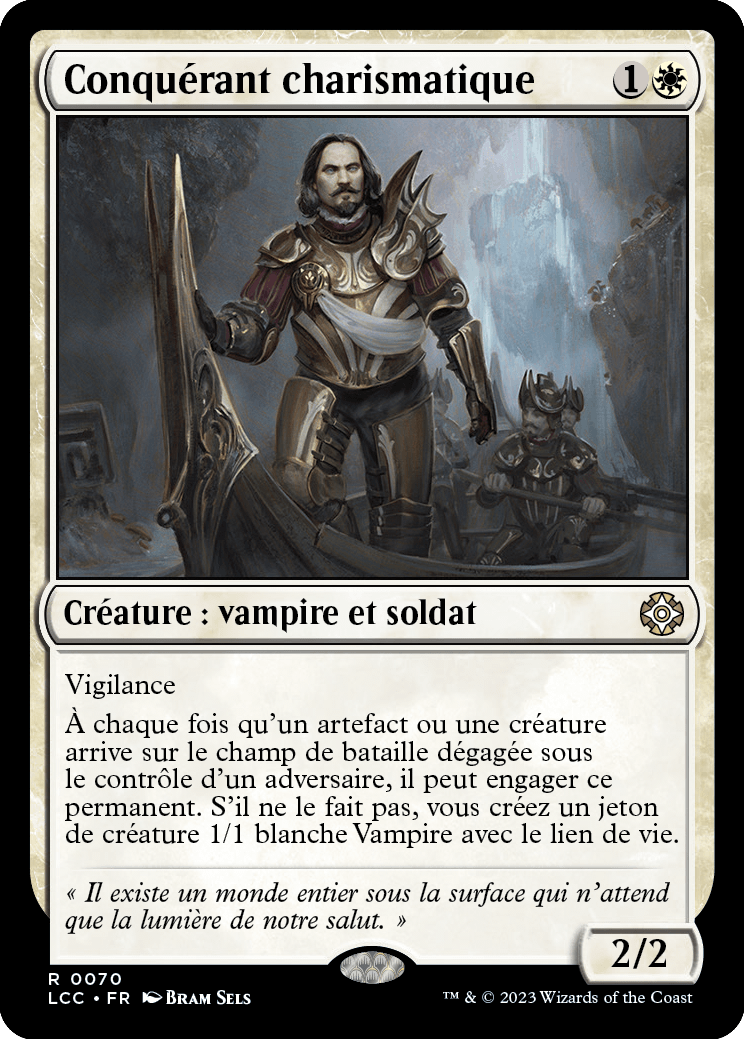 Conquérant charismatique 1
Créature : vampire et soldat
Vigilance
À chaque fois qu'un artefact ou une créature
arrive sur le champ de bataille dégagée sous
le contrôle d'un adversaire, il peut engager ce
permanent. S'il ne le fait pas, vous créez un jeton
de créature 1/1 blanche Vampire avec le lien de vie.
« Il existe un monde entier sous la surface qui n'attend
que la lumière de notre salut. »
2/2
R 0070
LCC • FR Bram Sels
™ & © 2023 Wizards of the Coast